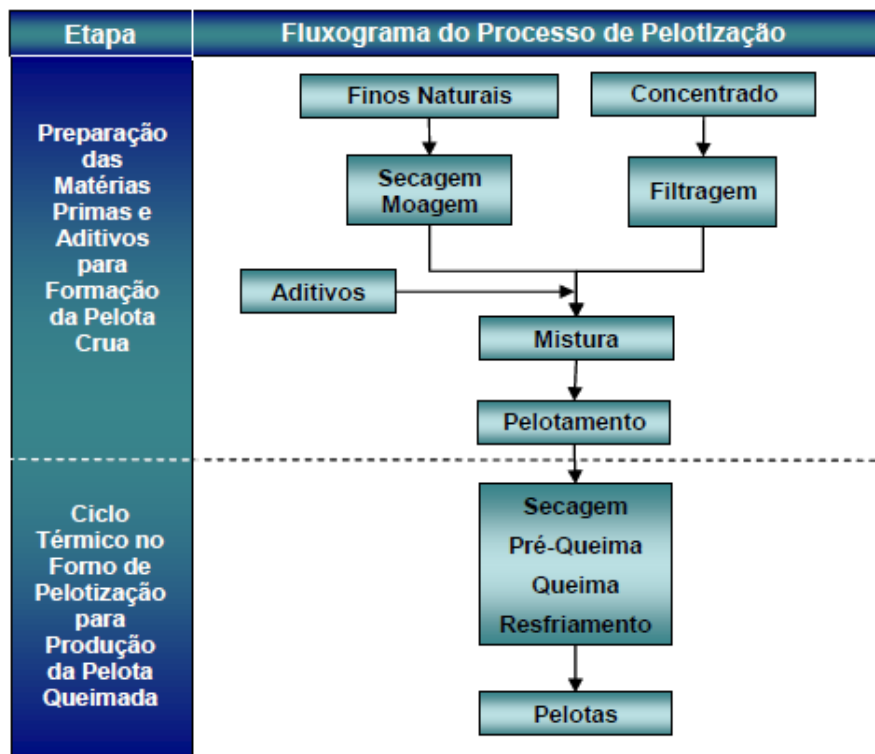 Etapa
Fluxograma do Processo de Pelotização
Preparação
das
Matérias
Primas e
Aditivos
para
Formação
da Pelota
Crua
Finos Naturais
Concentrado
Secagem
Moagem
Filtragem
Aditivos
Mistura
Pelotamento
Ciclo
Térmico no
Forno de
Pelotização
para
Produção
da Pelota
Queimada
Secagem
Pré-Queima
Queima
Resfriamento
Pelotas